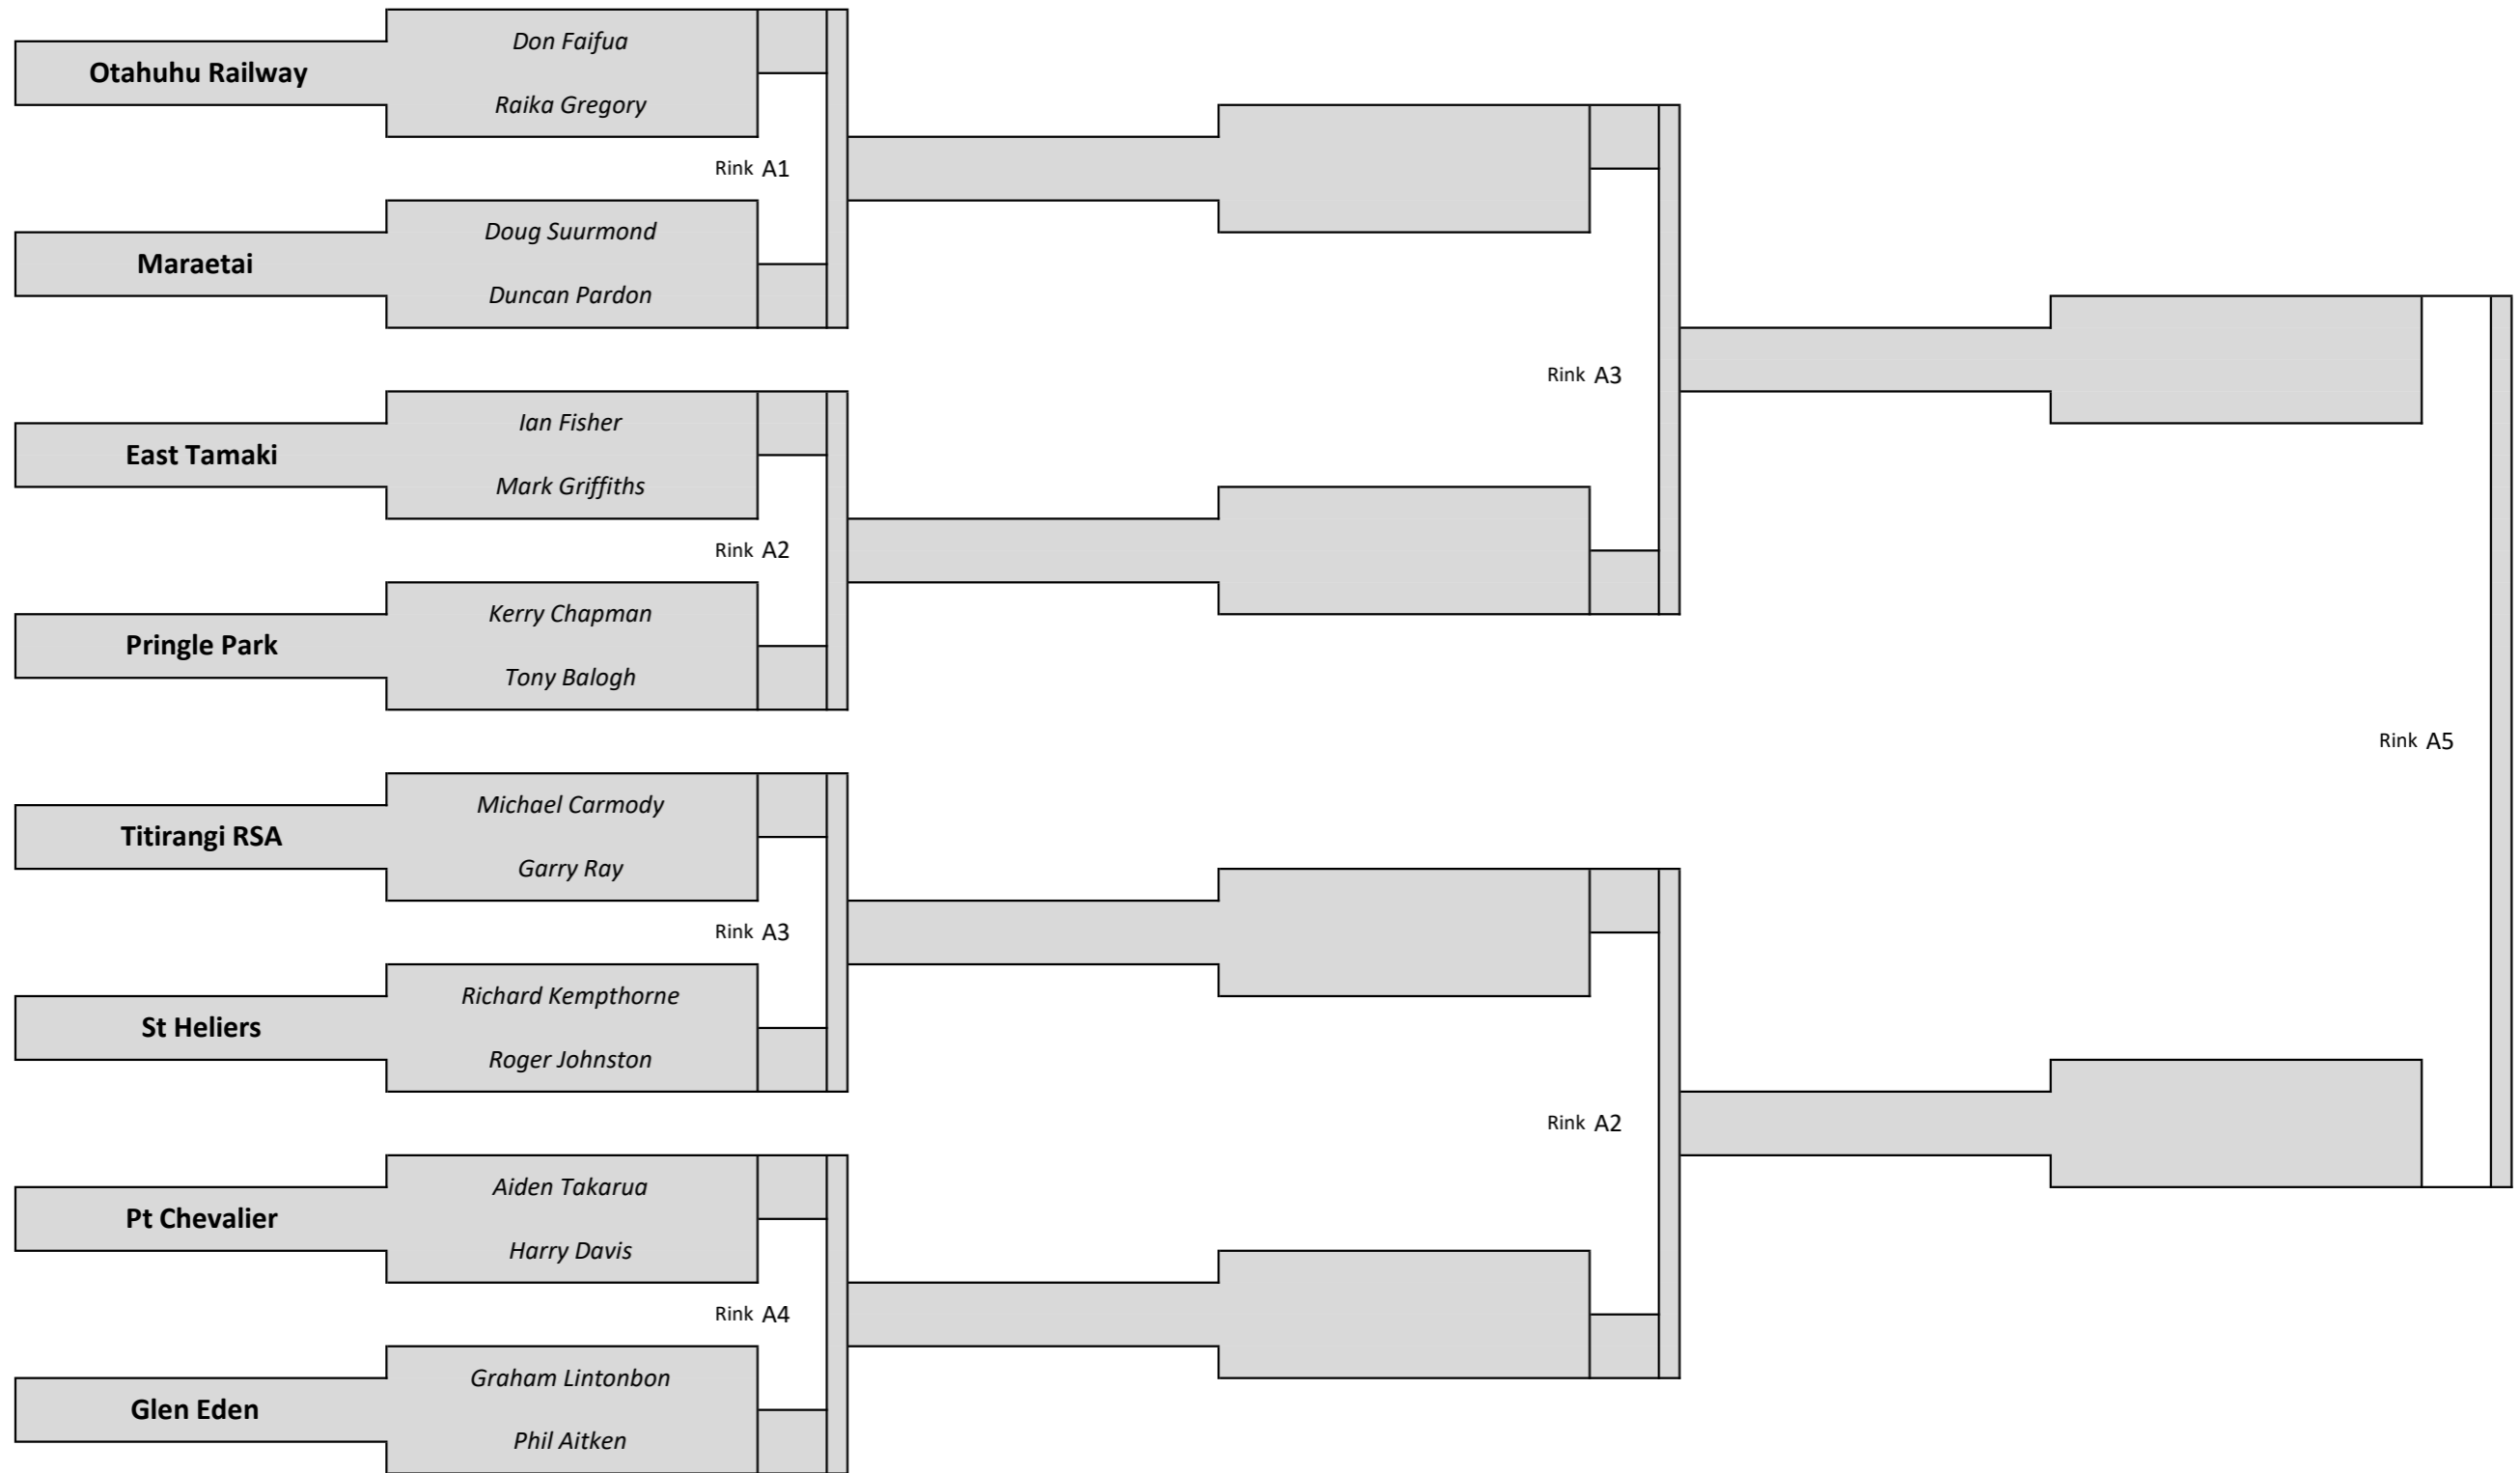 Don Faifua
Otahuhu Railway
Raika Gregory
Rink A1
Doug Suurmond
Maraetai
Duncan Pardon
Rink A3
Ian Fisher
East Tamaki
Mark Griffiths
Rink A2
Kerry Chapman
Pringle Park
Tony Balogh
Rink A5
Michael Carmody
Titirangi RSA
Garry Ray
Rink A3
Richard Kempthorne
St Heliers
Roger Johnston
Rink A2
Aiden Takarua
Pt Chevalier
Harry Davis
Rink A4
Graham Lintonbon
Glen Eden
Phil Aitken